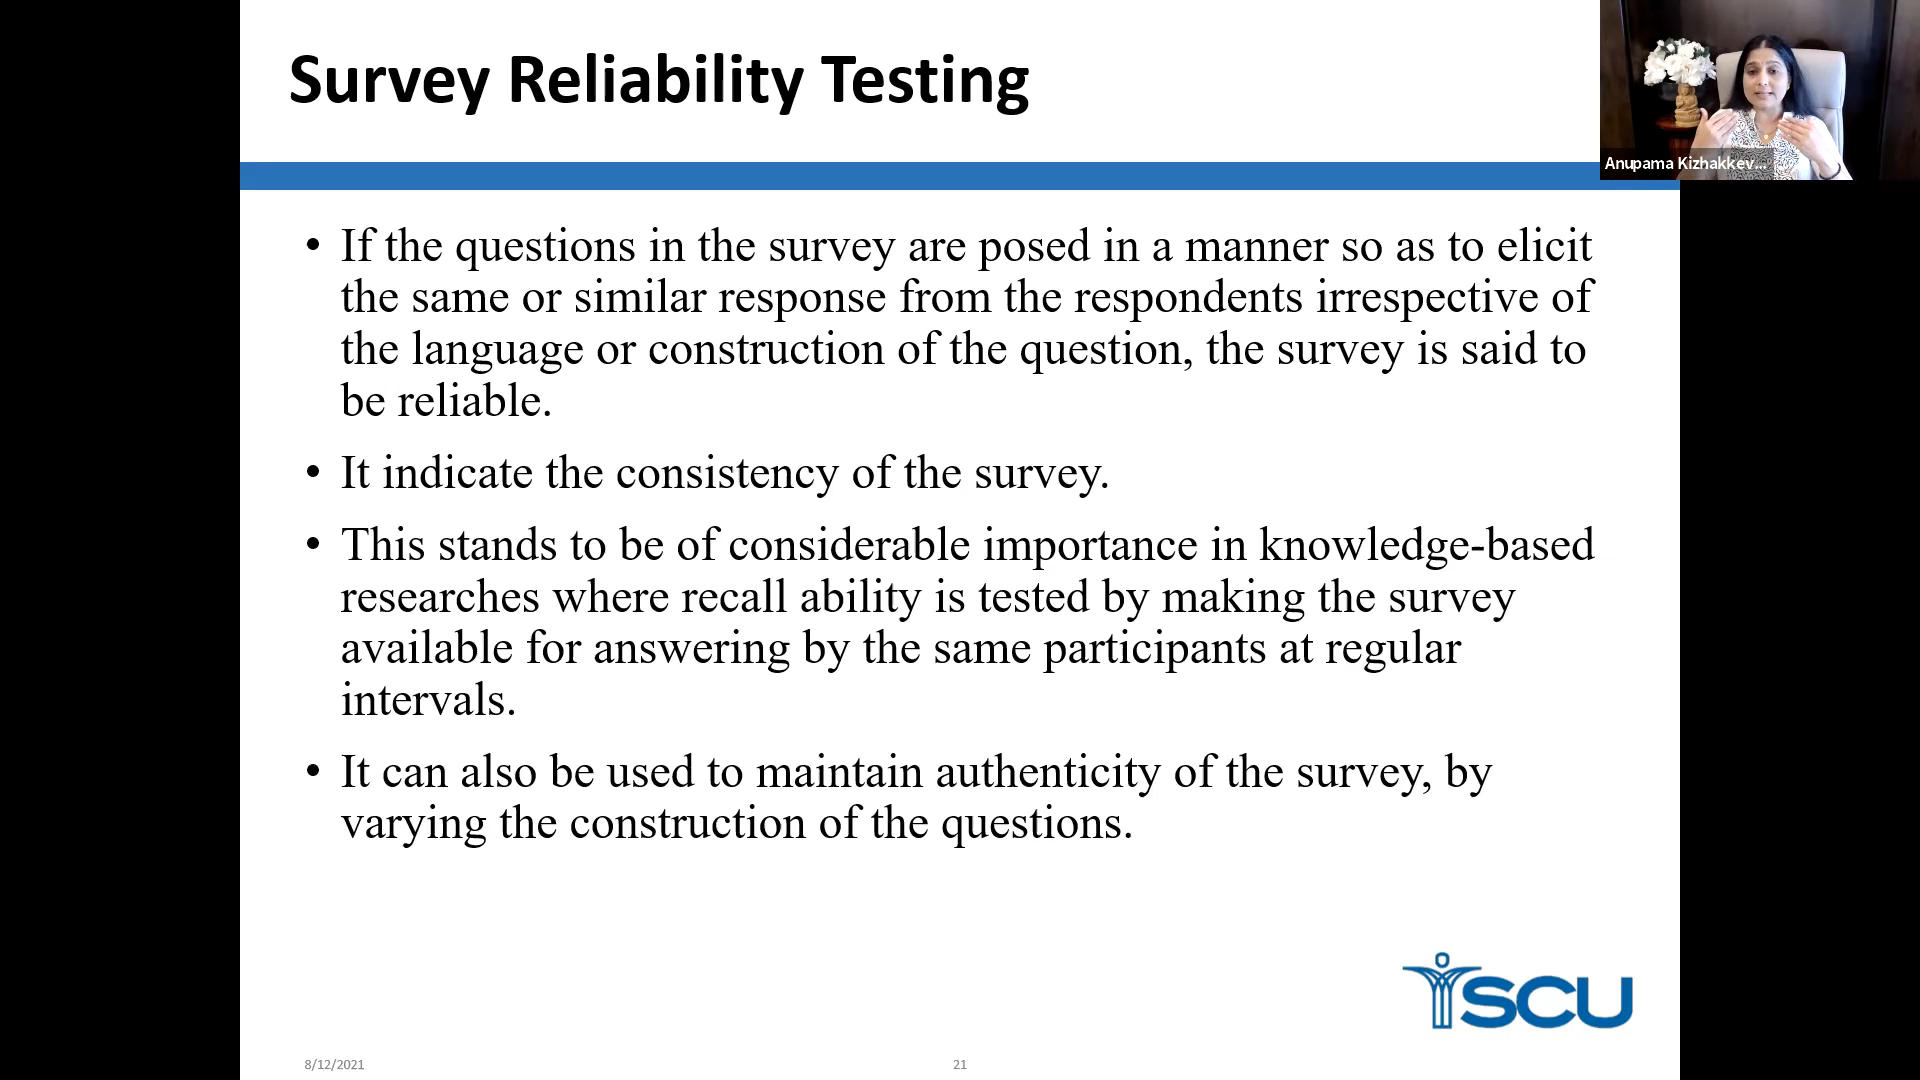 Survey Reliability Testing
Anupama Kizhakkev...
• If the questions in the survey are posed in a manner so as to elicit
the same or similar response from the respondents irrespective of
the language or construction of the question, the survey is said to
be reliable.
• It indicate the consistency of the survey.
• This stands to be of considerable importance in knowledge-based
researches where recall ability is tested by making the survey
available for answering by the same participants at regular
intervals.
• It can also be used to maintain authenticity of the survey, by
varying the construction of the questions.
SCU
8/12/2021
21